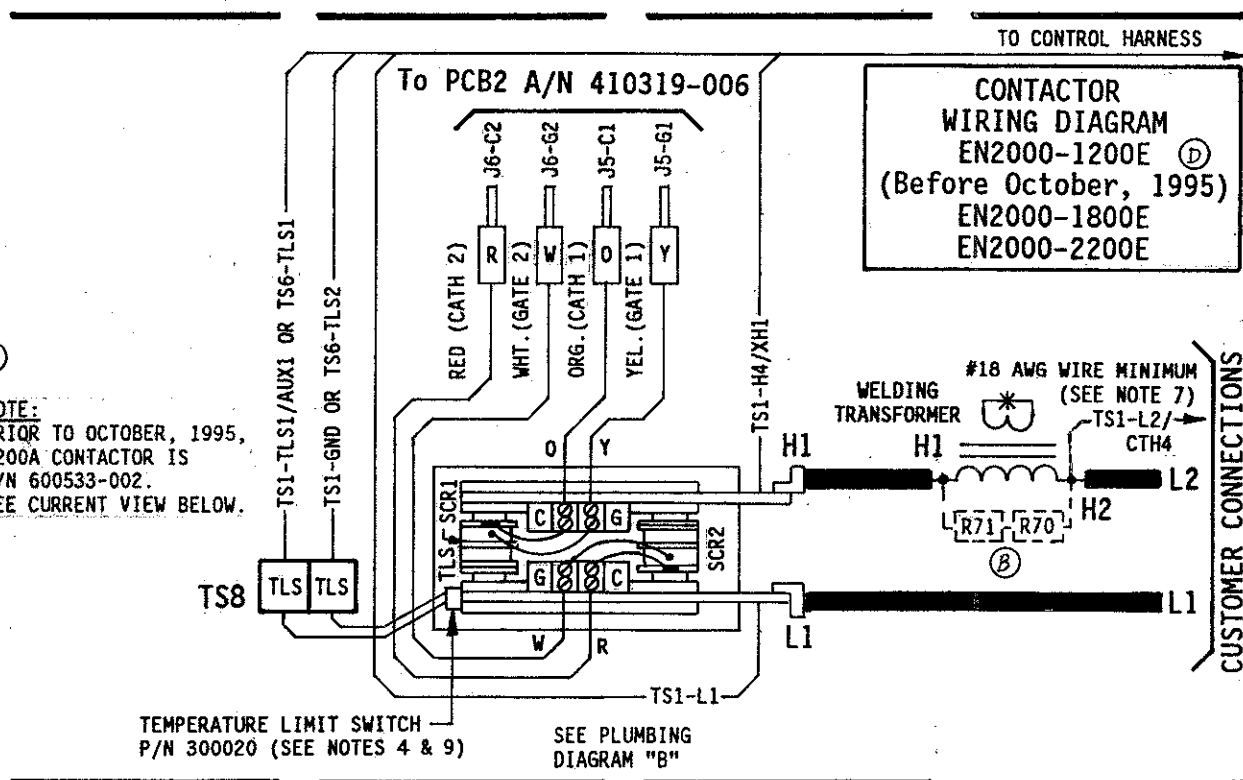 TO CONTROL HARNESS
To PCB2 A/N 410319-006
CONTACTOR
WIRING DIAGRAM
EN2000-1200E (D)
(Before October, 1995)
EN2000-1800E
EN2000-2200E
J6-C2
J6-G2
J5-C1
J5-G1
R
W
O
Y
RED (CATH 2)
WHT.(GATE 2)
ORG.(CATH 1)
YEL.(GATE 1)
TS1-TLS1/AUX1 OR TS6-TLS1
TS1-GND OR TS6-TLS2
TS1-H4/XH1
OTE:
RIOR TO OCTOBER, 1995,
200A CONTACTOR IS
/N 600533-002.
EE CURRENT VIEW BELOW.
#18 AWG WIRE MINIMUM
(SEE NOTE 7)
WELDING
TRANSFORMER
TS1-L2/
CTH4
H1
H1
H2
L2
R71
R70
B
L1
L1
CUSTOMER CONNECTIONS
O
Y
SCR1
TLS
C
G
G
C
SCR2
TS8
TLS
TLS
W
R
TS1-L1
TEMPERATURE LIMIT SWITCH
P/N 300020 (SEE NOTES 4 & 9)
SEE PLUMBING
DIAGRAM "B"